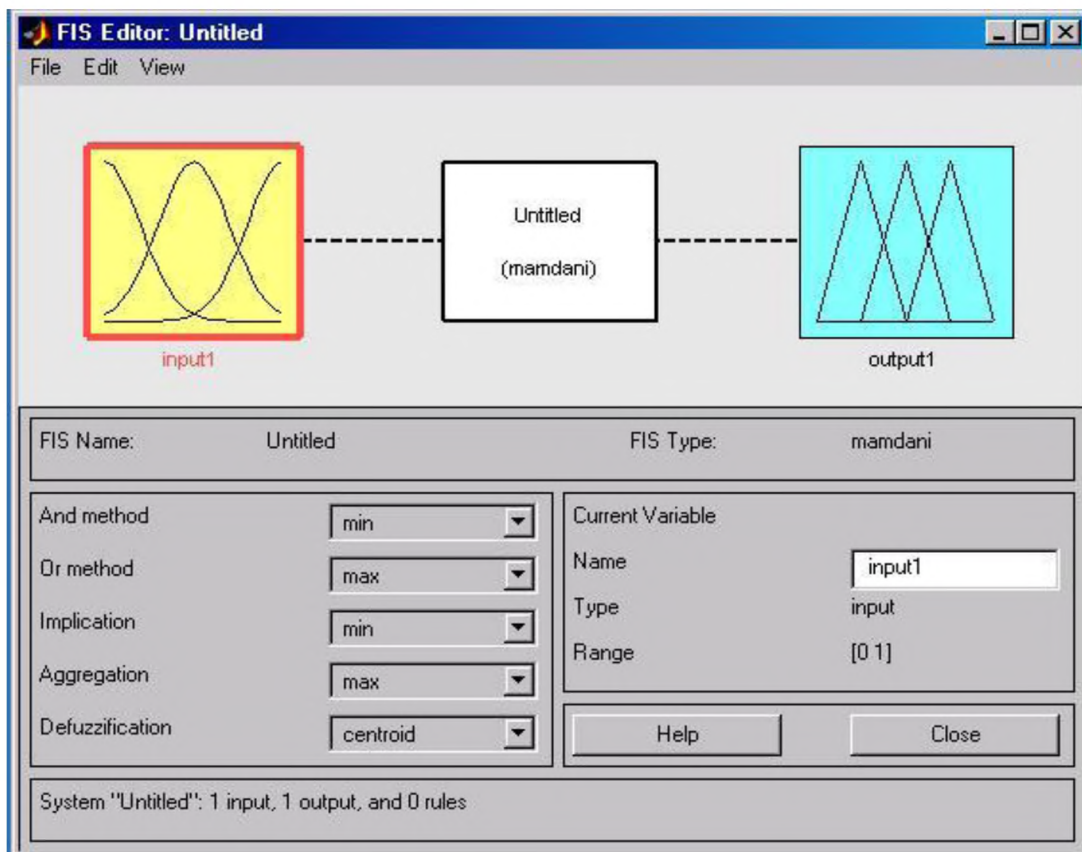 FIS Editor: Untitled
File Edit View
Untitled
(mamdani)
input1
output1
FIS Name: Untitled FIS Type: mamdani
And method min
Or method max
Implication min
Aggregation max
Defuzzification centroid
Current Variable
Name input1
Type input
Range [0 1]
Help Close
System "Untitled": 1 input, 1 output, and 0 rules